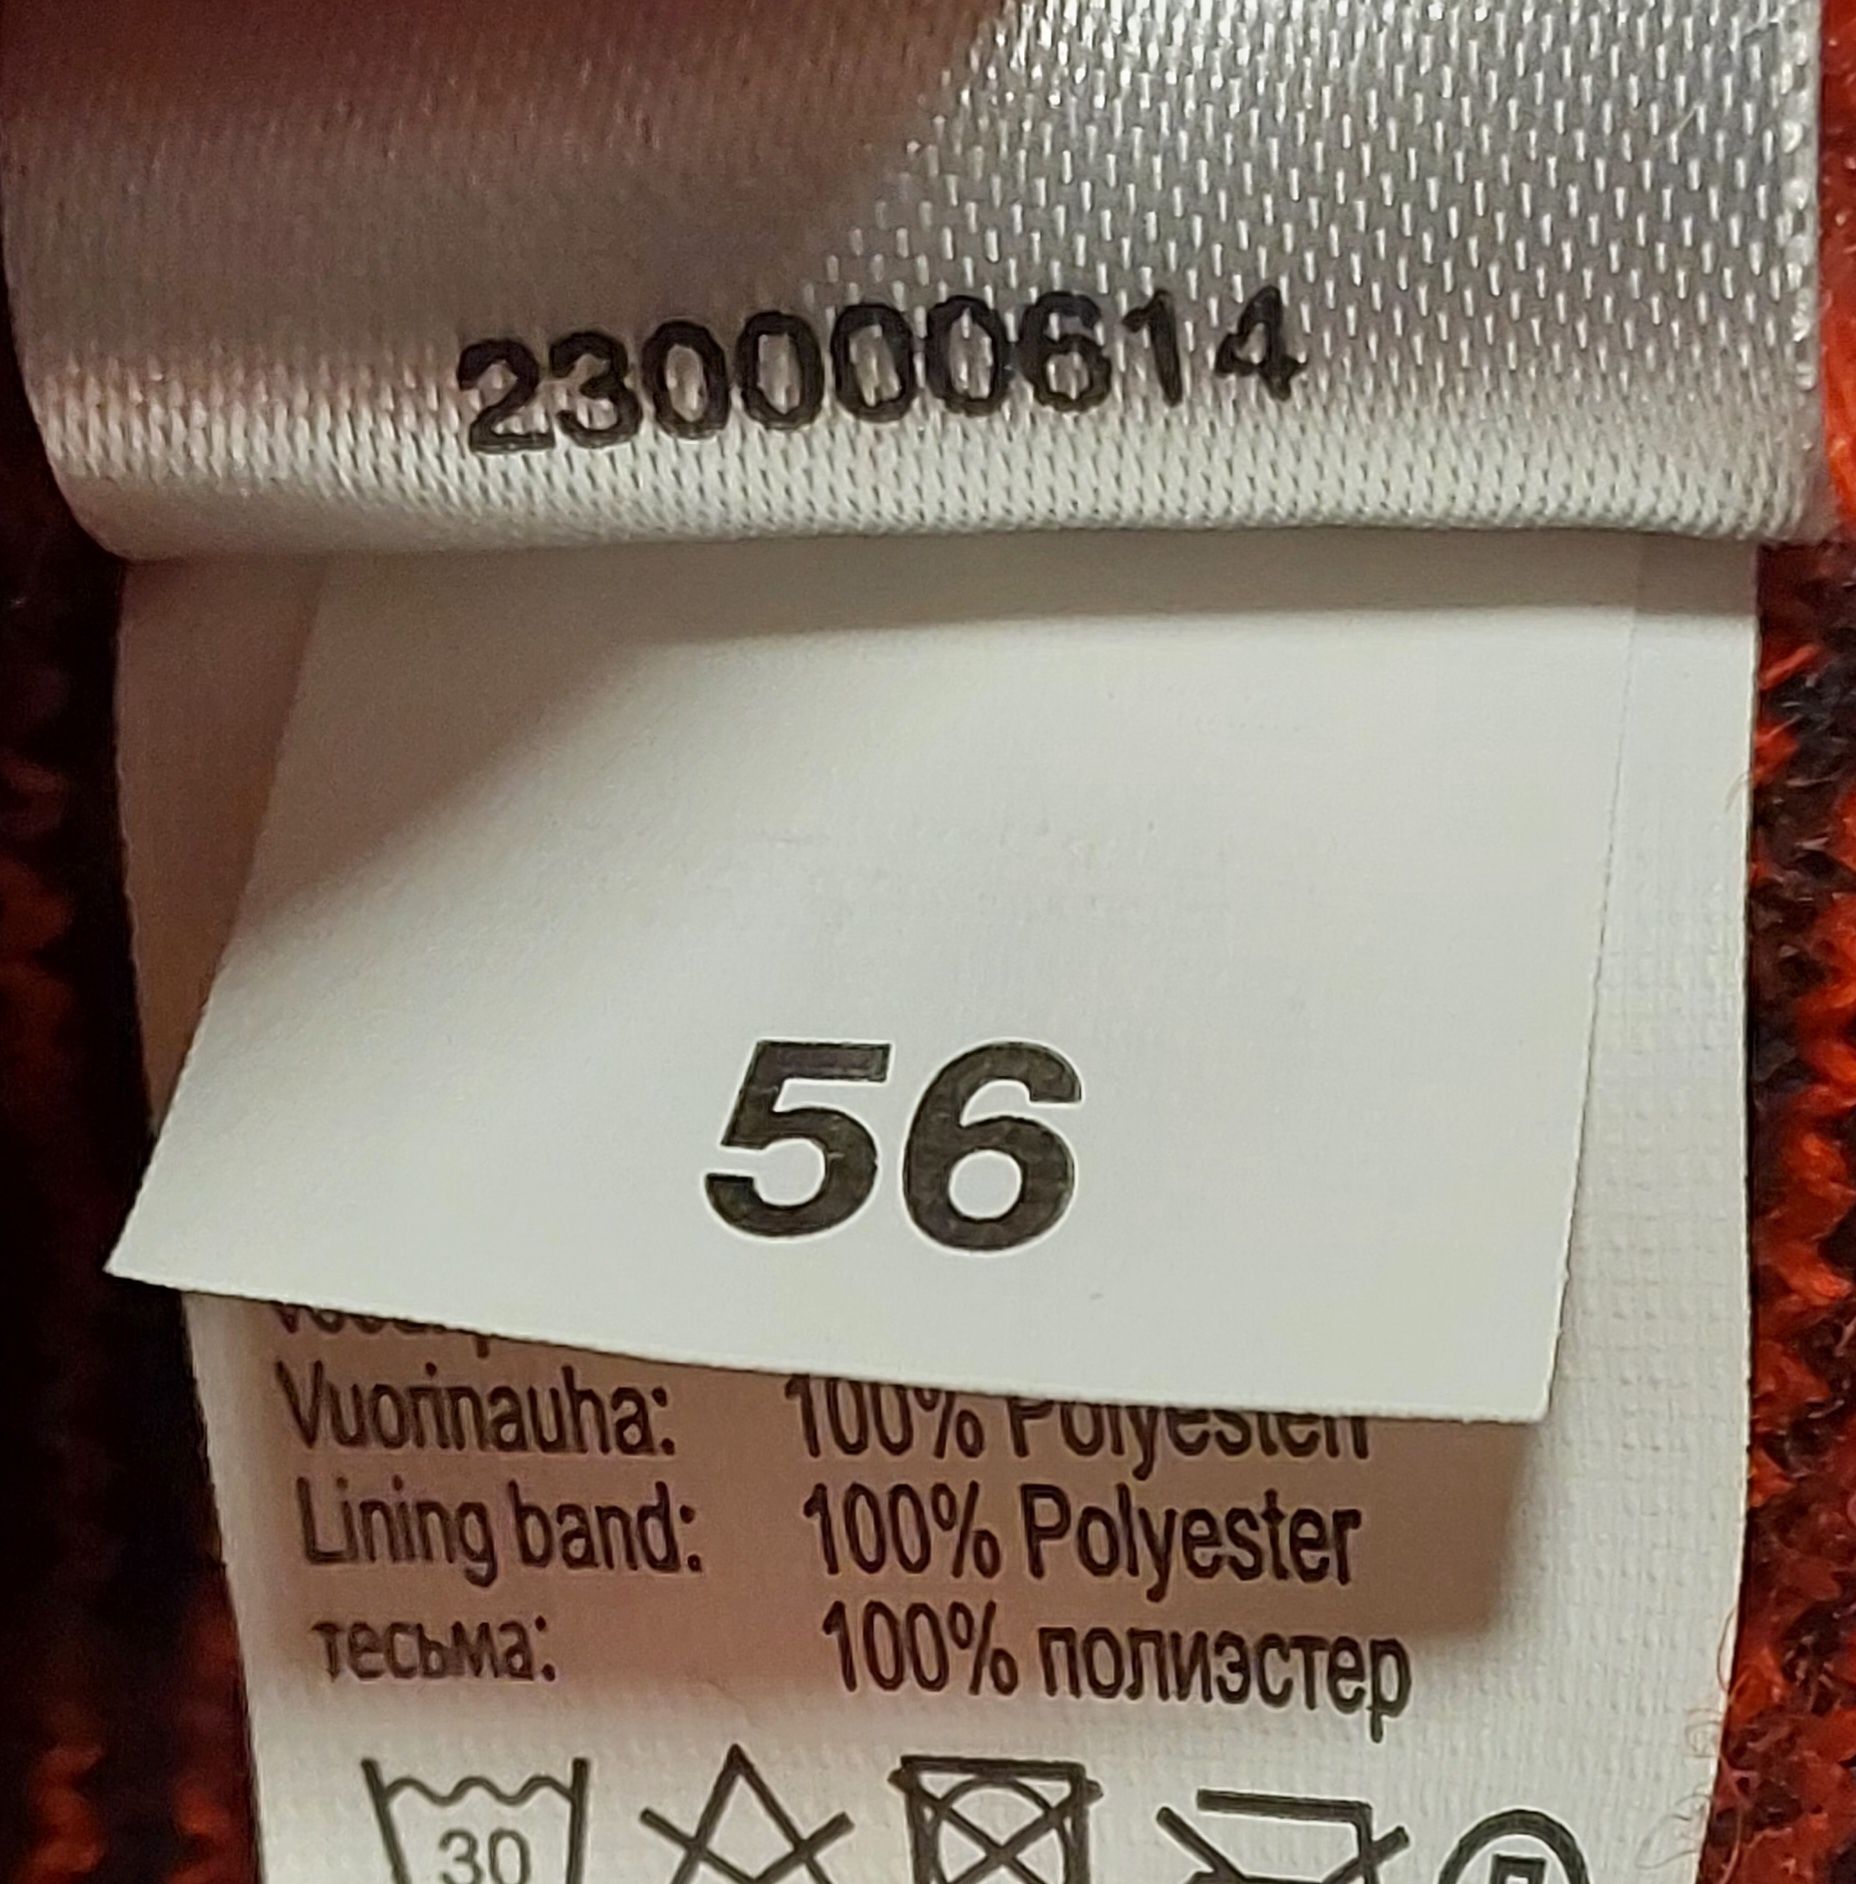 230000614
56
Vuorinauha: 100% Polyesteri
Lining band: 100% Polyester
тесьма: 100% полиэстер
30